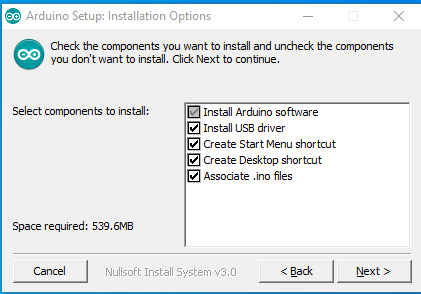 Arduino Setup: Installation Options
Check the components you want to install and uncheck the components
you don't want to install. Click Next to continue.
Select components to install:
Install Arduino software
Install USB driver
Create Start Menu shortcut
Create Desktop shortcut
Associate .ino files
Space required: 539.6MB
Cancel
Nullsoft Install System v3.0
< Back
Next >